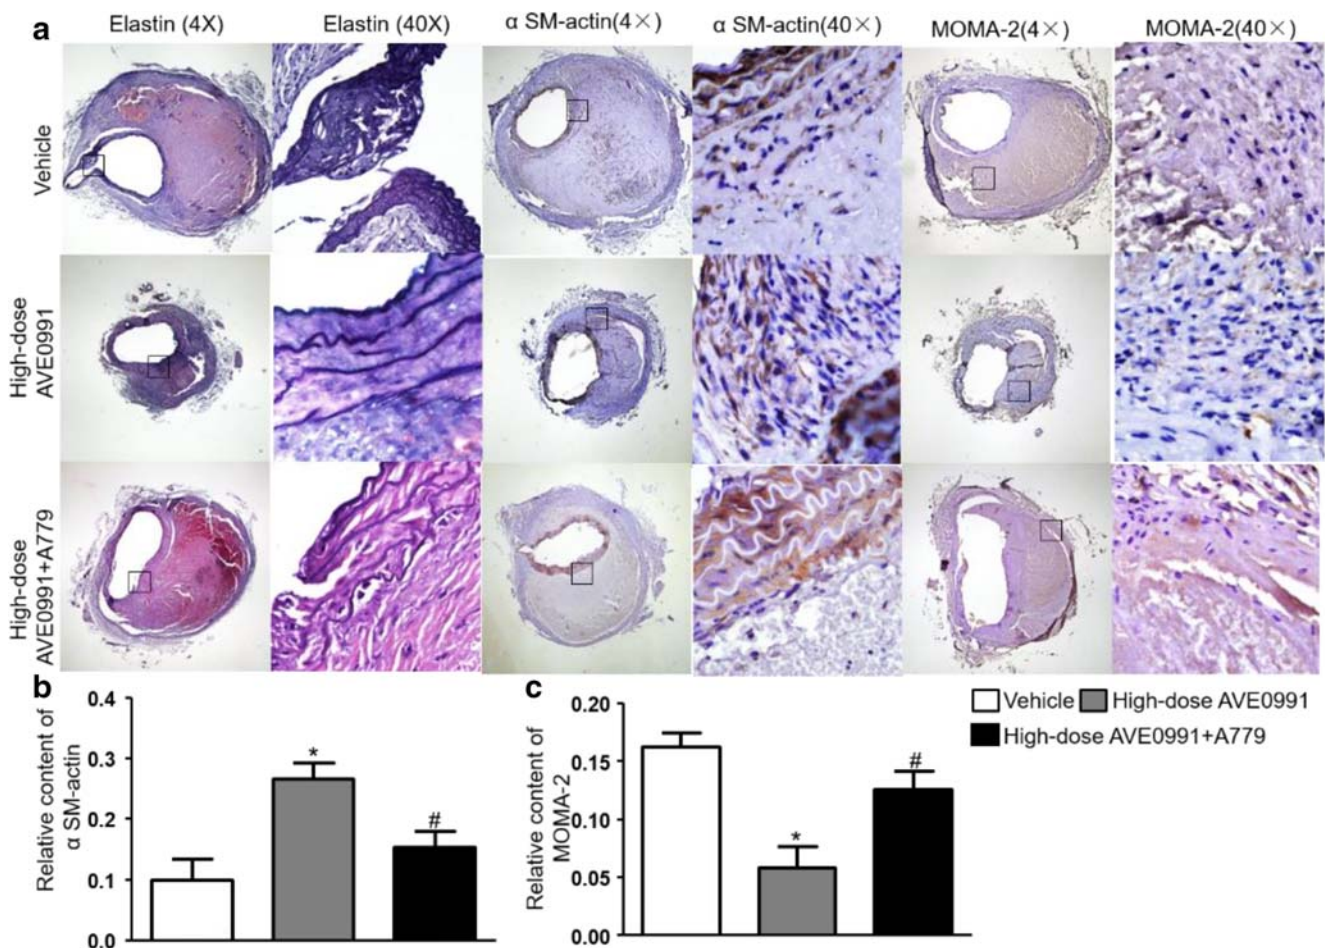 a
Elastin (4X)
Elastin (40X)
α SM-actin(4×)
α SM-actin(40×)
MOMA-2(4×)
MOMA-2(40×)
Vehicle
High-dose
AVE0991
High-dose
AVE0991+A779
b
Relative content of
α SM-actin
0.4
0.3
0.2
0.1
0.0
*
#
c
Relative content of
MOMA-2
0.20
0.15
0.10
0.05
0.00
*
#
Vehicle
High-dose AVE0991
High-dose AVE0991+A779